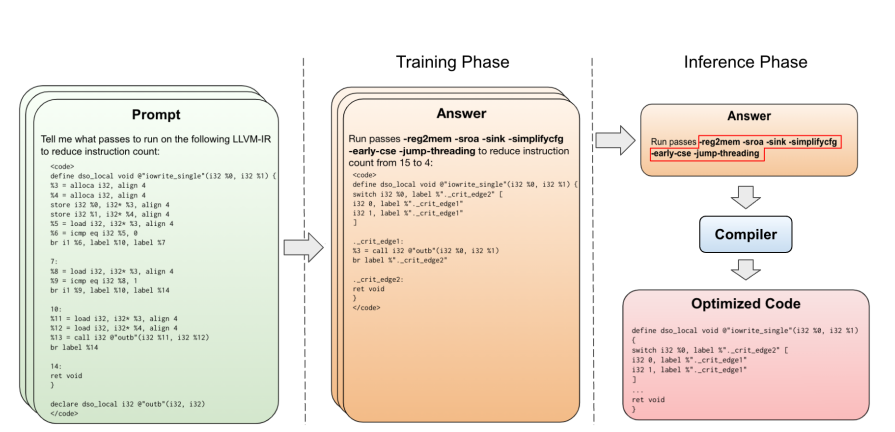 Training Phase
Inference Phase
Prompt
Tell me what passes to run on the following LLVM-IR
to reduce instruction count:
<code>
define dso_local void @"iowrite_single"(i32 %0, i32 %1) {
%3 = alloca i32, align 4
%4 = alloca i32, align 4
store i32 %0, i32* %3, align 4
store i32 %1, i32* %4, align 4
%5 = load i32, i32* %3, align 4
%6 = icmp eq i32 %5, 0
br i1 %6, label %10, label %7
7:
%8 = load i32, i32* %3, align 4
%9 = icmp eq i32 %8, 1
br i1 %9, label %10, label %14
10:
%11 = load i32, i32* %3, align 4
%12 = load i32, i32* %4, align 4
%13 = call i32 @"outb"(i32 %11, i32 %12)
br label %14
14:
ret void
}
declare dso_local i32 @"outb"(i32, i32)
</code>
Answer
Run passes -reg2mem -sroa -sink -simplifycfg
-early-cse -jump-threading to reduce instruction
count from 15 to 4:
<code>
define dso_local void @"iowrite_single"(i32 %0, i32 %1) {
switch i32 %0, label %"._crit_edge2" [
i32 0, label %"._crit_edge1"
i32 1, label %"._crit_edge1"
]
._crit_edge1:
%3 = call i32 @"outb"(i32 %0, i32 %1)
br label %"._crit_edge2"
._crit_edge2:
ret void
}
</code>
Answer
Run passes -reg2mem -sroa -sink -simplifycfg
-early-cse -jump-threading
Compiler
Optimized Code
define dso_local void @"iowrite_single"(i32 %0, i32 %1)
{
switch i32 %0, label %"._crit_edge2" [
i32 0, label %"._crit_edge1"
i32 1, label %"._crit_edge1"
]
...
ret void
}